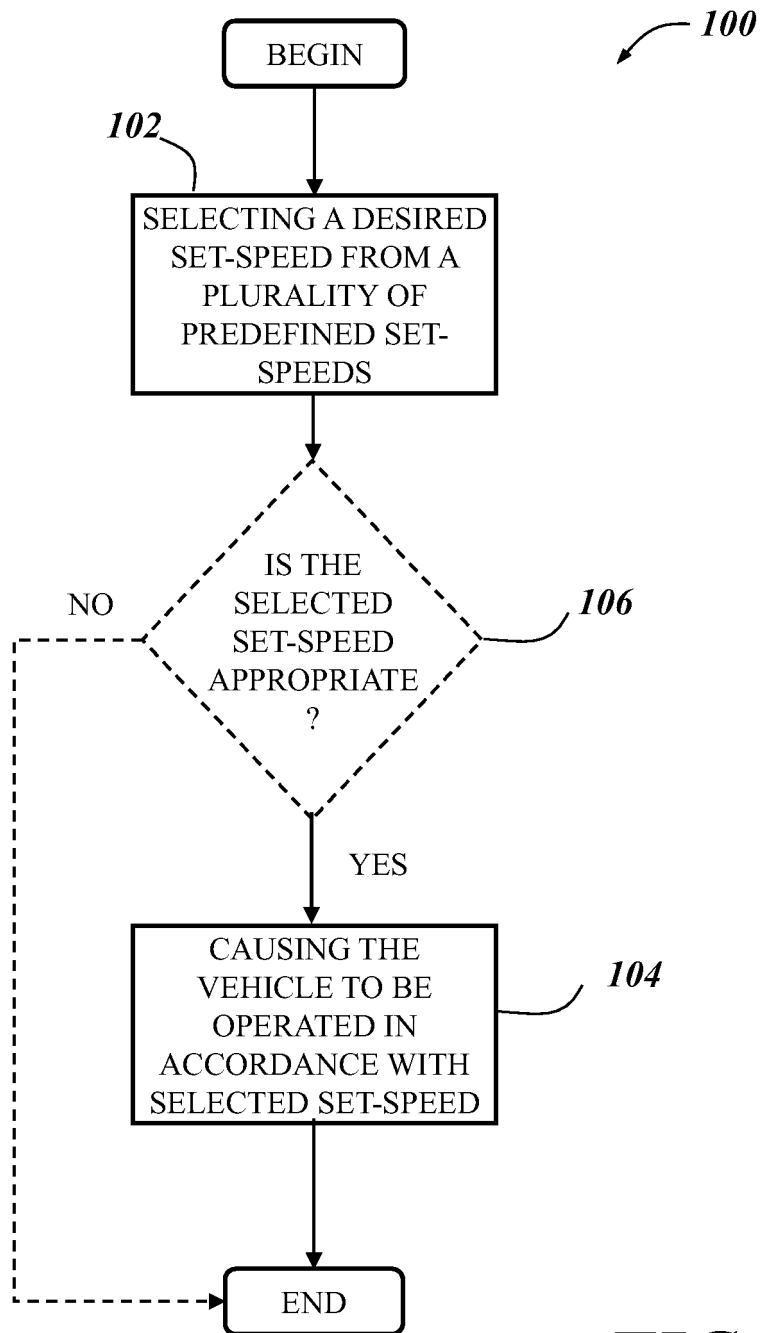 BEGIN
100
102
SELECTING A DESIRED
SET-SPEED FROM A
PLURALITY OF
PREDEFINED SET-
SPEEDS
IS THE
SELECTED
SET-SPEED
APPROPRIATE
?
NO
106
YES
CAUSING THE
VEHICLE TO BE
OPERATED IN
ACCORDANCE WITH
SELECTED SET-SPEED
104
END